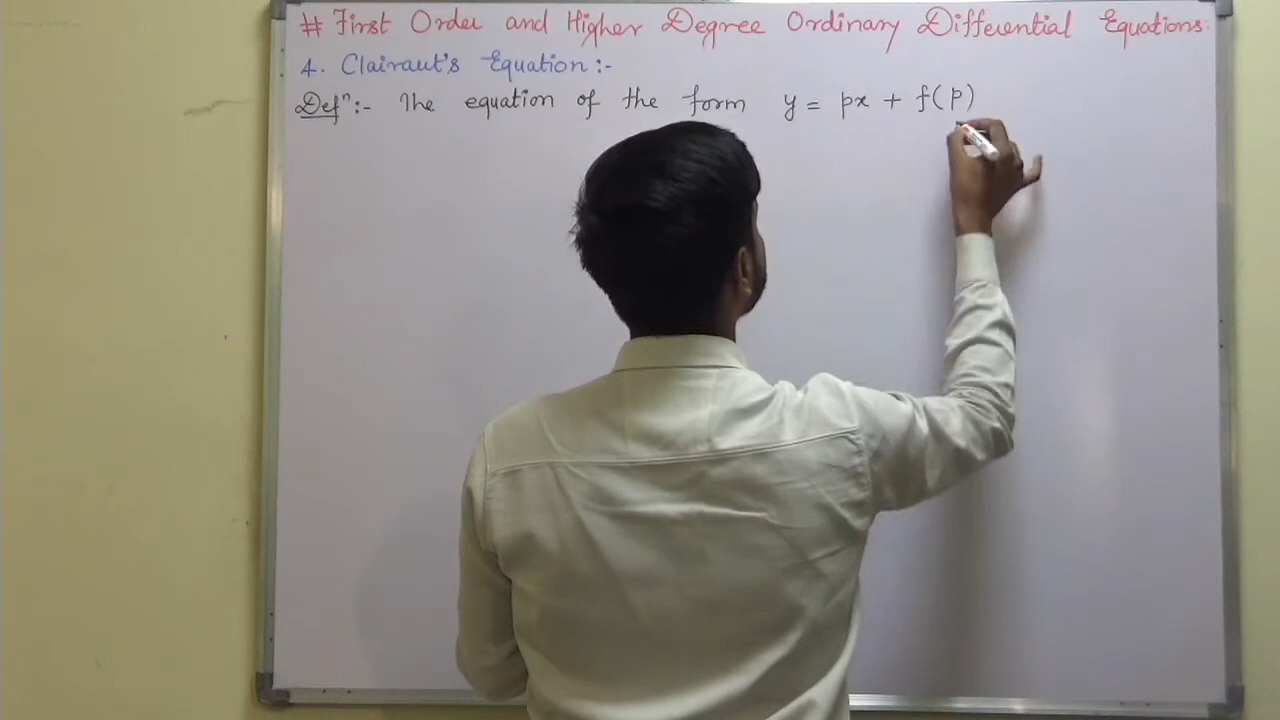 # First Order and Higher Degree Ordinary Differential Equations.
4. Clairaut's Equation :-
Defⁿ :- The equation of the form y = px + f(p)